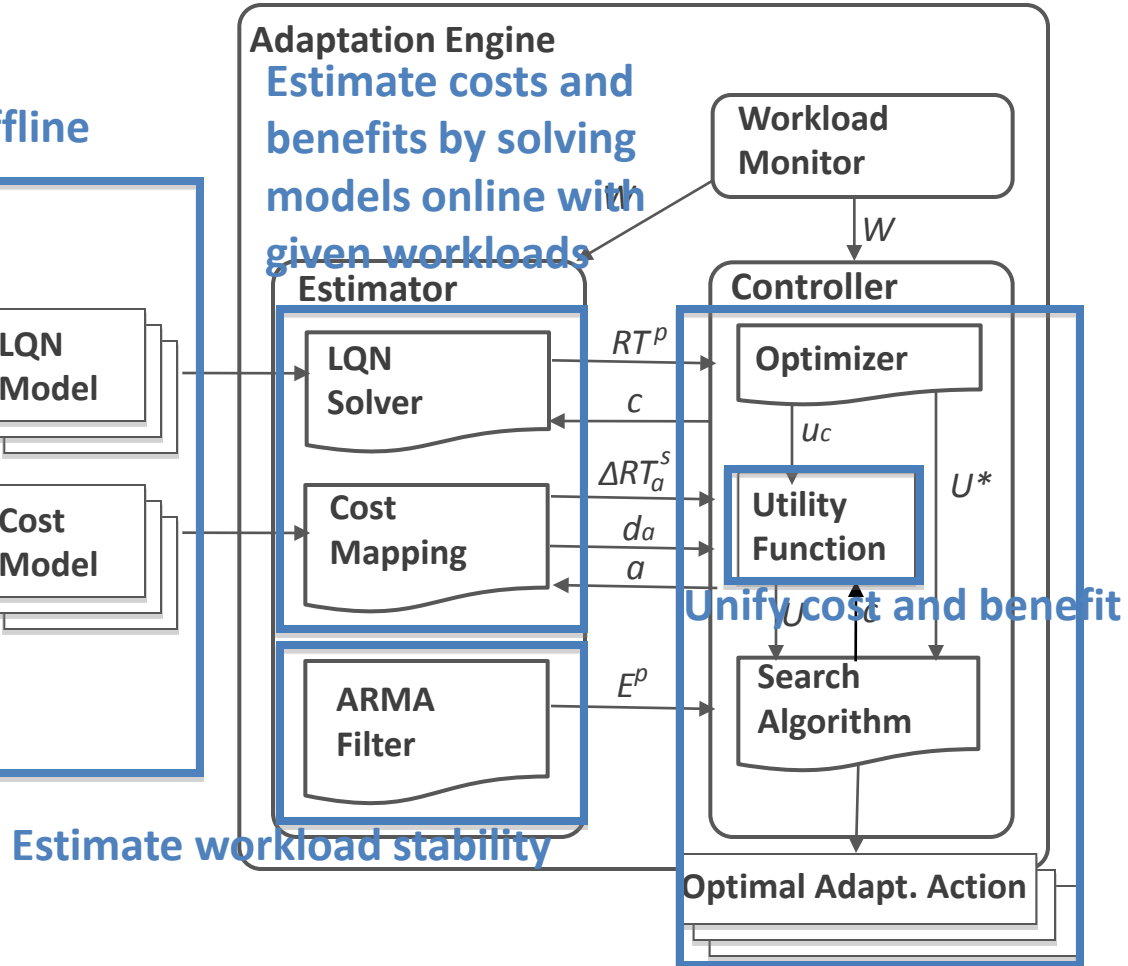 Adaptation Engine
Estimate costs and
benefits by solving
models online with
given workloads
ffline
Workload
Monitor
W
W
Estimator
Controller
LQN
Model
LQN
Solver
RT^p
c
Optimizer
uc
U*
Cost
Model
Cost
Mapping
ΔRT_a^s
da
a
Utility
Function
Unify cost and benefit
U
c
ARMA
Filter
E^p
Search
Algorithm
Estimate workload stability
Optimal Adapt. Action